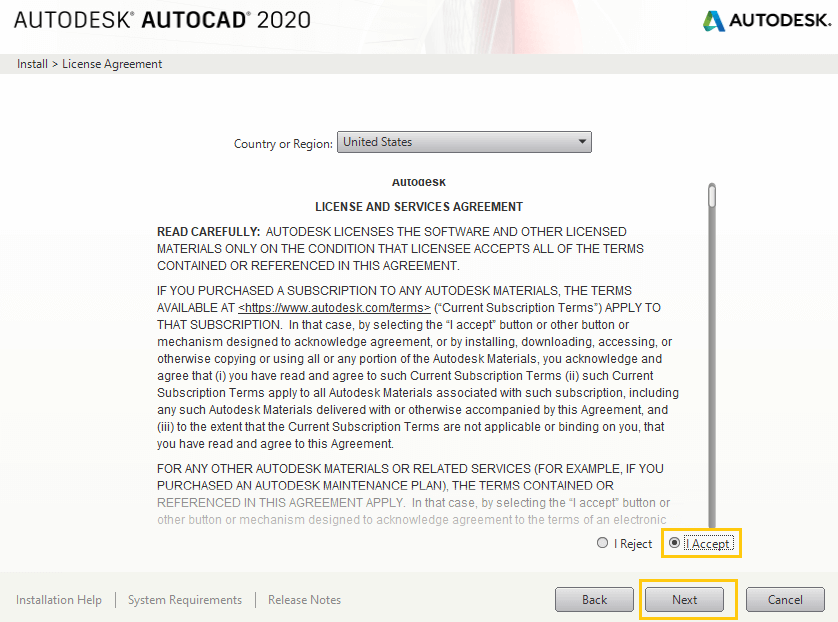 AUTODESK® AUTOCAD® 2020
AUTODESK.
Install > License Agreement
Country or Region: United States
Autodesk
LICENSE AND SERVICES AGREEMENT
READ CAREFULLY: AUTODESK LICENSES THE SOFTWARE AND OTHER LICENSED
MATERIALS ONLY ON THE CONDITION THAT LICENSEE ACCEPTS ALL OF THE TERMS
CONTAINED OR REFERENCED IN THIS AGREEMENT.
IF YOU PURCHASED A SUBSCRIPTION TO ANY AUTODESK MATERIALS, THE TERMS
AVAILABLE AT <https://www.autodesk.com/terms> (“Current Subscription Terms”) APPLY TO
THAT SUBSCRIPTION. In that case, by selecting the “I accept” button or other button or
mechanism designed to acknowledge agreement, or by installing, downloading, accessing, or
otherwise copying or using all or any portion of the Autodesk Materials, you acknowledge and
agree that (i) you have read and agree to such Current Subscription Terms (ii) such Current
Subscription Terms apply to all Autodesk Materials associated with such subscription, including
any such Autodesk Materials delivered with or otherwise accompanied by this Agreement, and
(iii) to the extent that the Current Subscription Terms are not applicable or binding on you, that
you have read and agree to this Agreement.
FOR ANY OTHER AUTODESK MATERIALS OR RELATED SERVICES (FOR EXAMPLE, IF YOU
PURCHASED AN AUTODESK MAINTENANCE PLAN), THE TERMS CONTAINED OR
REFERENCED IN THIS AGREEMENT APPLY. In that case, by selecting the “I accept” button or
other button or mechanism designed to acknowledge agreement to the terms of an electronic
I Reject I Accept
Installation Help | System Requirements | Release Notes
Back Next Cancel